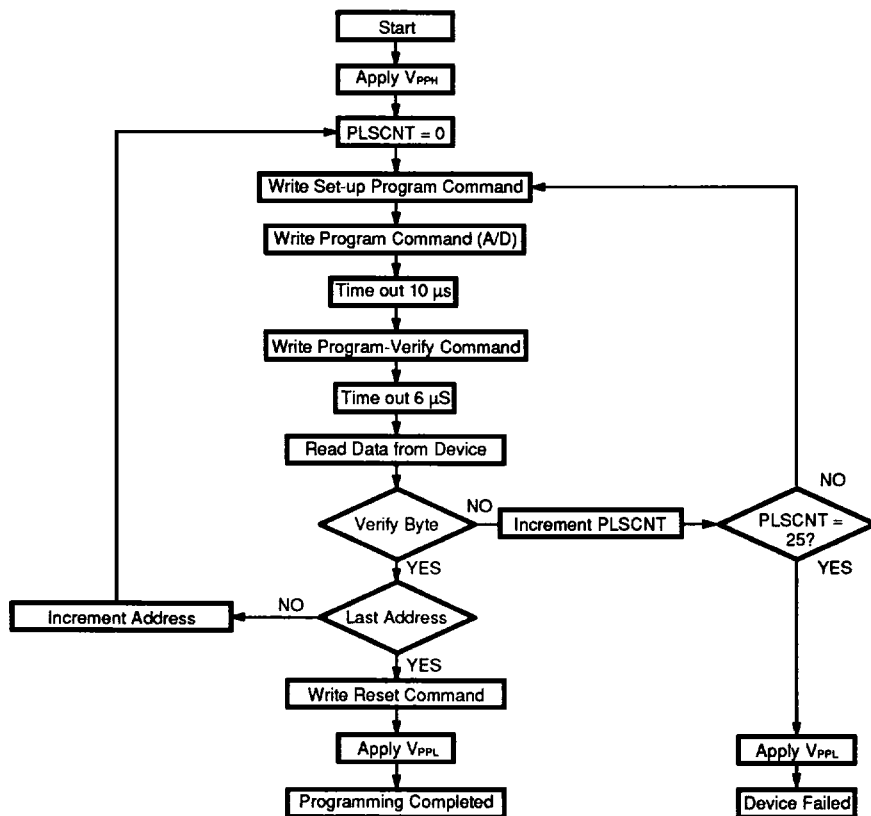 Start
Apply VPPH
PLSCNT = 0
Write Set-up Program Command
Write Program Command (A/D)
Time out 10 µs
Write Program-Verify Command
Time out 6 µS
Read Data from Device
Verify Byte
NO
Increment PLSCNT
PLSCNT =
25?
NO
YES
YES
Last Address
NO
Increment Address
YES
Write Reset Command
Apply VPPL
Programming Completed
Apply VPPL
Device Failed